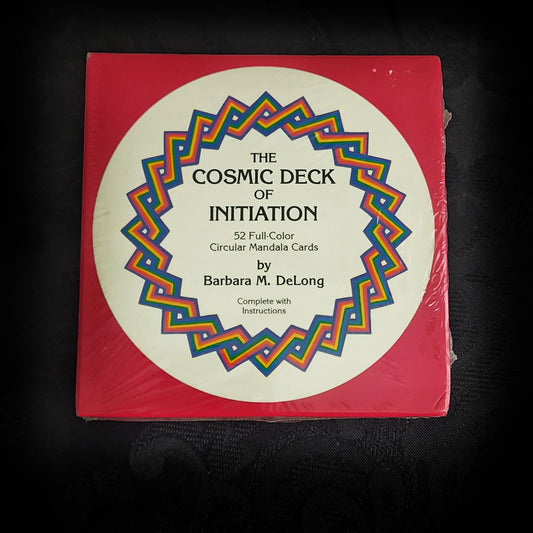 THE
COSMIC DECK
OF
INITIATION
52 Full-Color
Circular Mandala Cards
by
Barbara M. DeLong
Complete with
Instructions